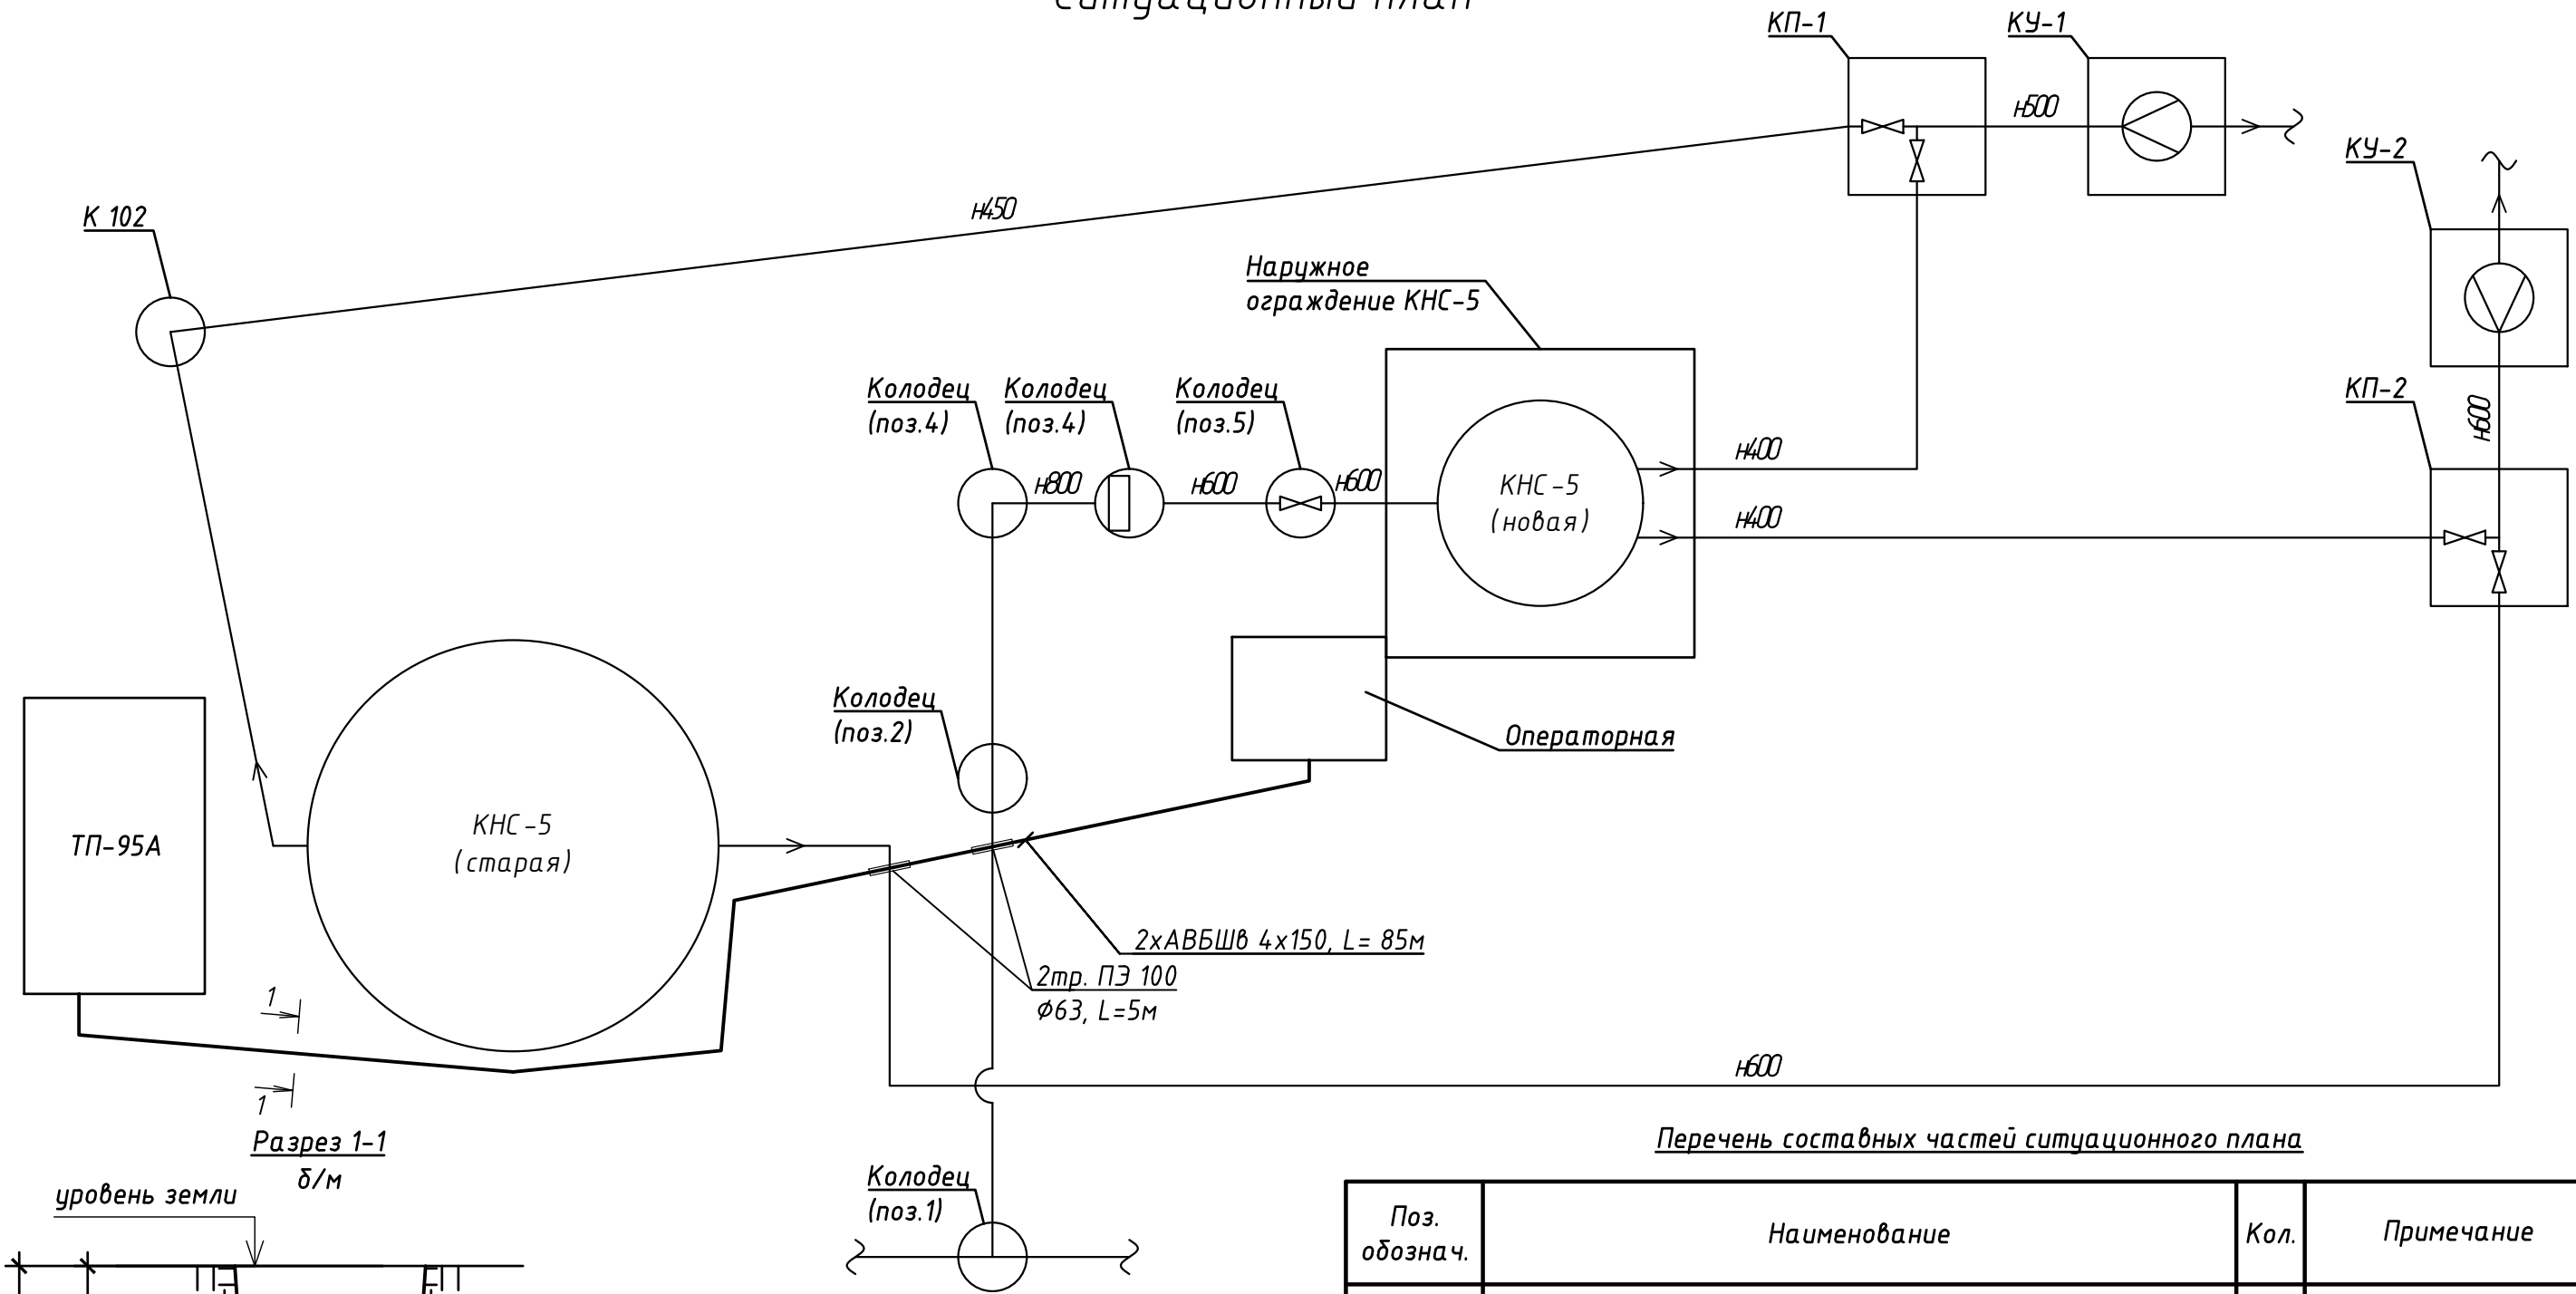 Ситуационный план
КП-1
КУ-1
н500
КУ-2
К 102
н450
Наружное
ограждение КНС-5
Колодец
(поз.4)
Колодец
(поз.4)
Колодец
(поз.5)
КП-2
н600
н800
н600
н600
КНС-5
(новая)
н400
н400
Колодец
(поз.2)
Операторная
ТП-95А
КНС-5
(старая)
2хАВБШв 4х150, L= 85м
2тр. ПЭ 100
Ф63, L=5м
1
1
н600
Разрез 1-1
б/м
уровень земли
Колодец
(поз.1)
Перечень составных частей ситуационного плана
Поз.
обознач.
Наименование
Кол.
Примечание